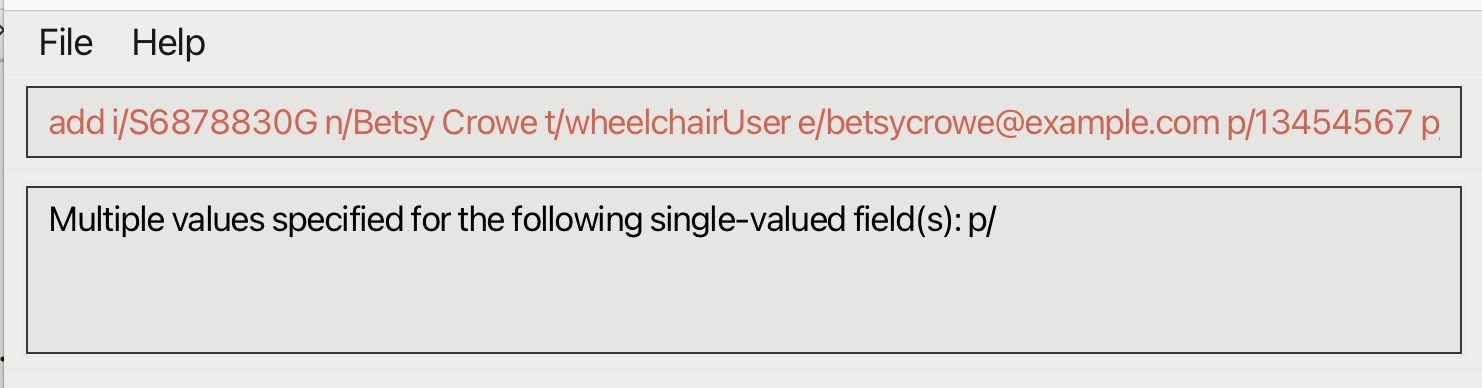 File Help
add i/S6878830G n/Betsy Crowe t/wheelchairUser e/betsycrowe@example.com p/13454567 p
Multiple values specified for the following single-valued field(s): p/